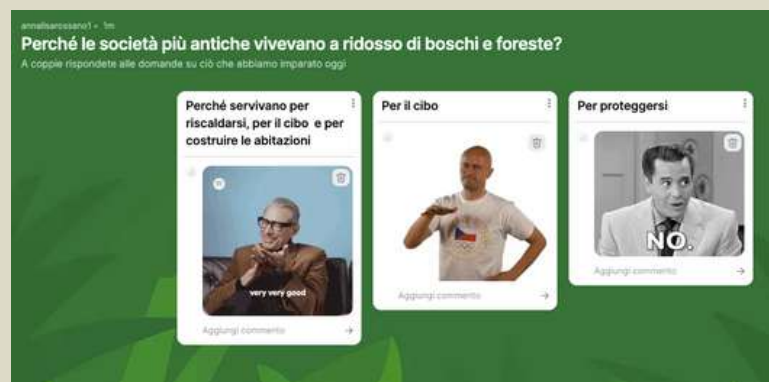 annalisarossano1 • 1m
Perché le società più antiche vivevano a ridosso di boschi e foreste?
A coppie rispondete alle domande su ciò che abbiamo imparato oggi
Perché servivano per
riscaldarsi, per il cibo e per
costruire le abitazioni
very very good
Aggiungi commento
Per il cibo
Aggiungi commento
Per proteggersi
NO.
Aggiungi commento